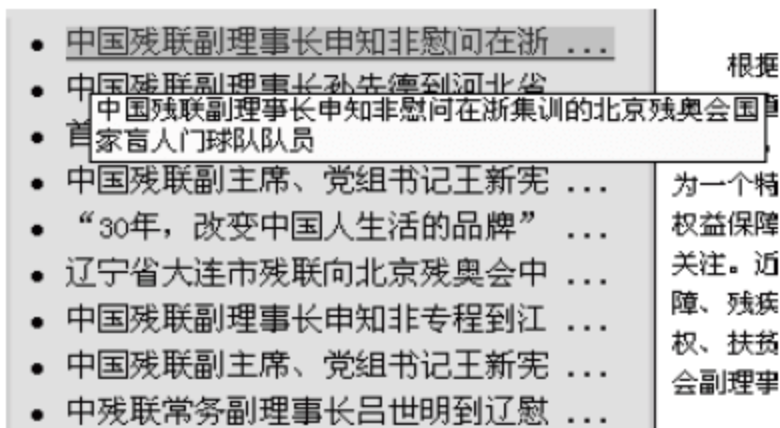 中国残联副理事长申知非慰问在浙 ...
中国残联副理事长孙先德到河北省
中国残联副理事长申知非慰问在浙集训的北京残奥会国
家盲人门球队队员
首
中国残联副主席、党组书记王新宪 ...
“30年，改变中国人生活的品牌” ...
辽宁省大连市残联向北京残奥会中 ...
中国残联副理事长申知非专程到江 ...
中国残联副主席、党组书记王新宪 ...
中残联常务副理事长吕世明到辽慰 ...
根据
为一个特
权益保障
关注。近
障、残疾
权、扶贫
会副理事